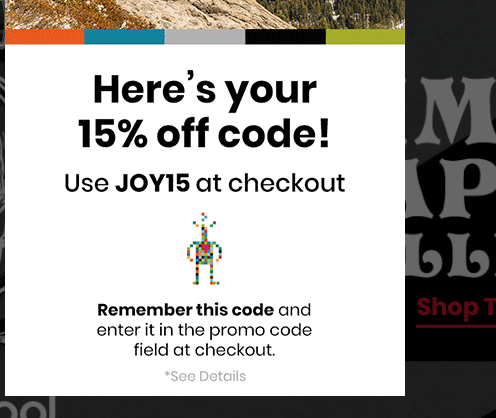 Here's your
15% off code!
Use JOY15 at checkout
Remember this code and
enter it in the promo code
field at checkout.
*See Details
Shop T